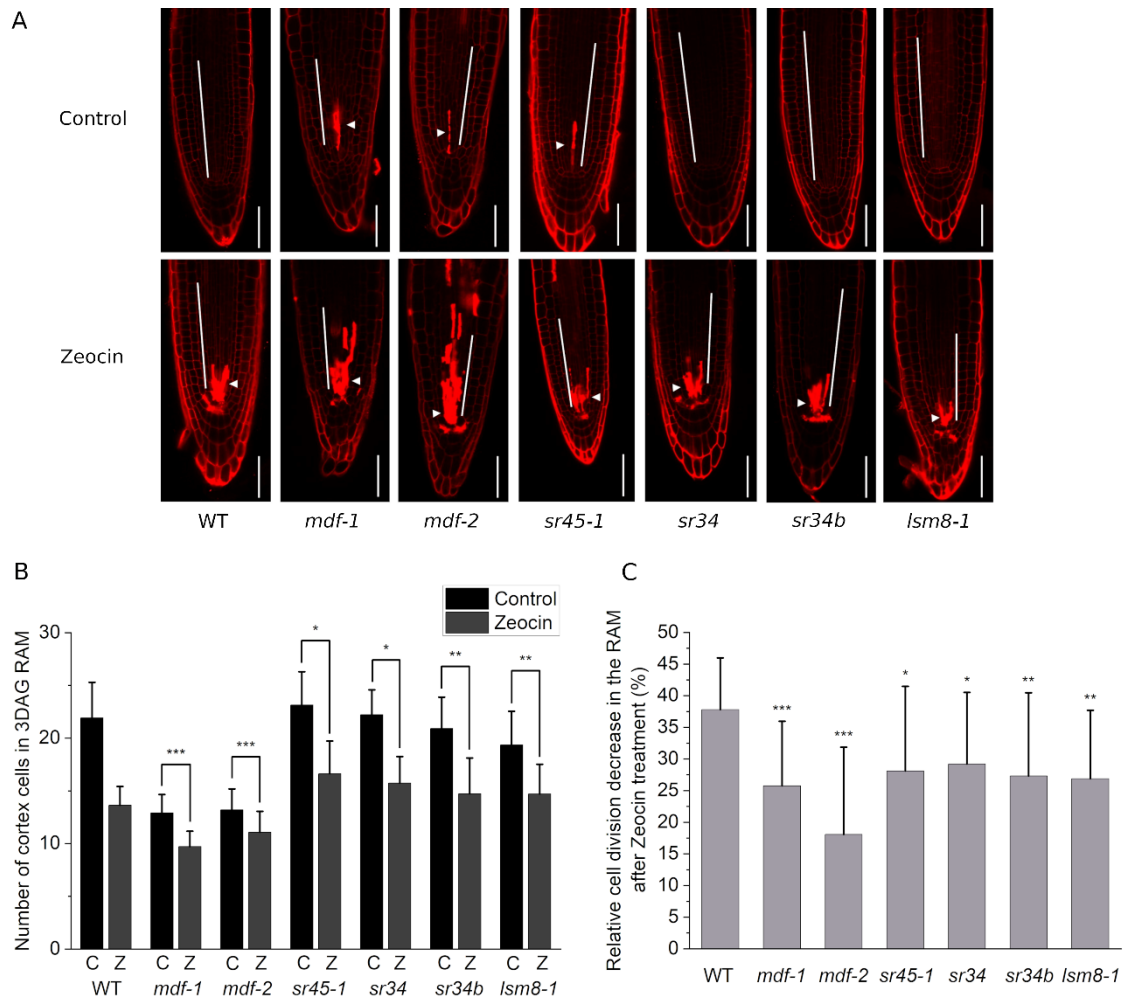 A
Control
Zeocin
WT mdf-1 mdf-2 sr45-1 sr34 sr34b lsm8-1
B
Control
Zeocin
Number of cortex cells in 3DAG RAM
30
20
10
0
* * ** **
*** ***
C Z C Z C Z C Z C Z C Z C Z
WT mdf-1 mdf-2 sr45-1 sr34 sr34b lsm8-1
C
Relative cell division decrease in the RAM
after Zeocin treatment (%)
50
45
40
35
30
25
20
15
10
5
0
*** *** * * ** **
WT mdf-1 mdf-2 sr45-1 sr34 sr34b lsm8-1